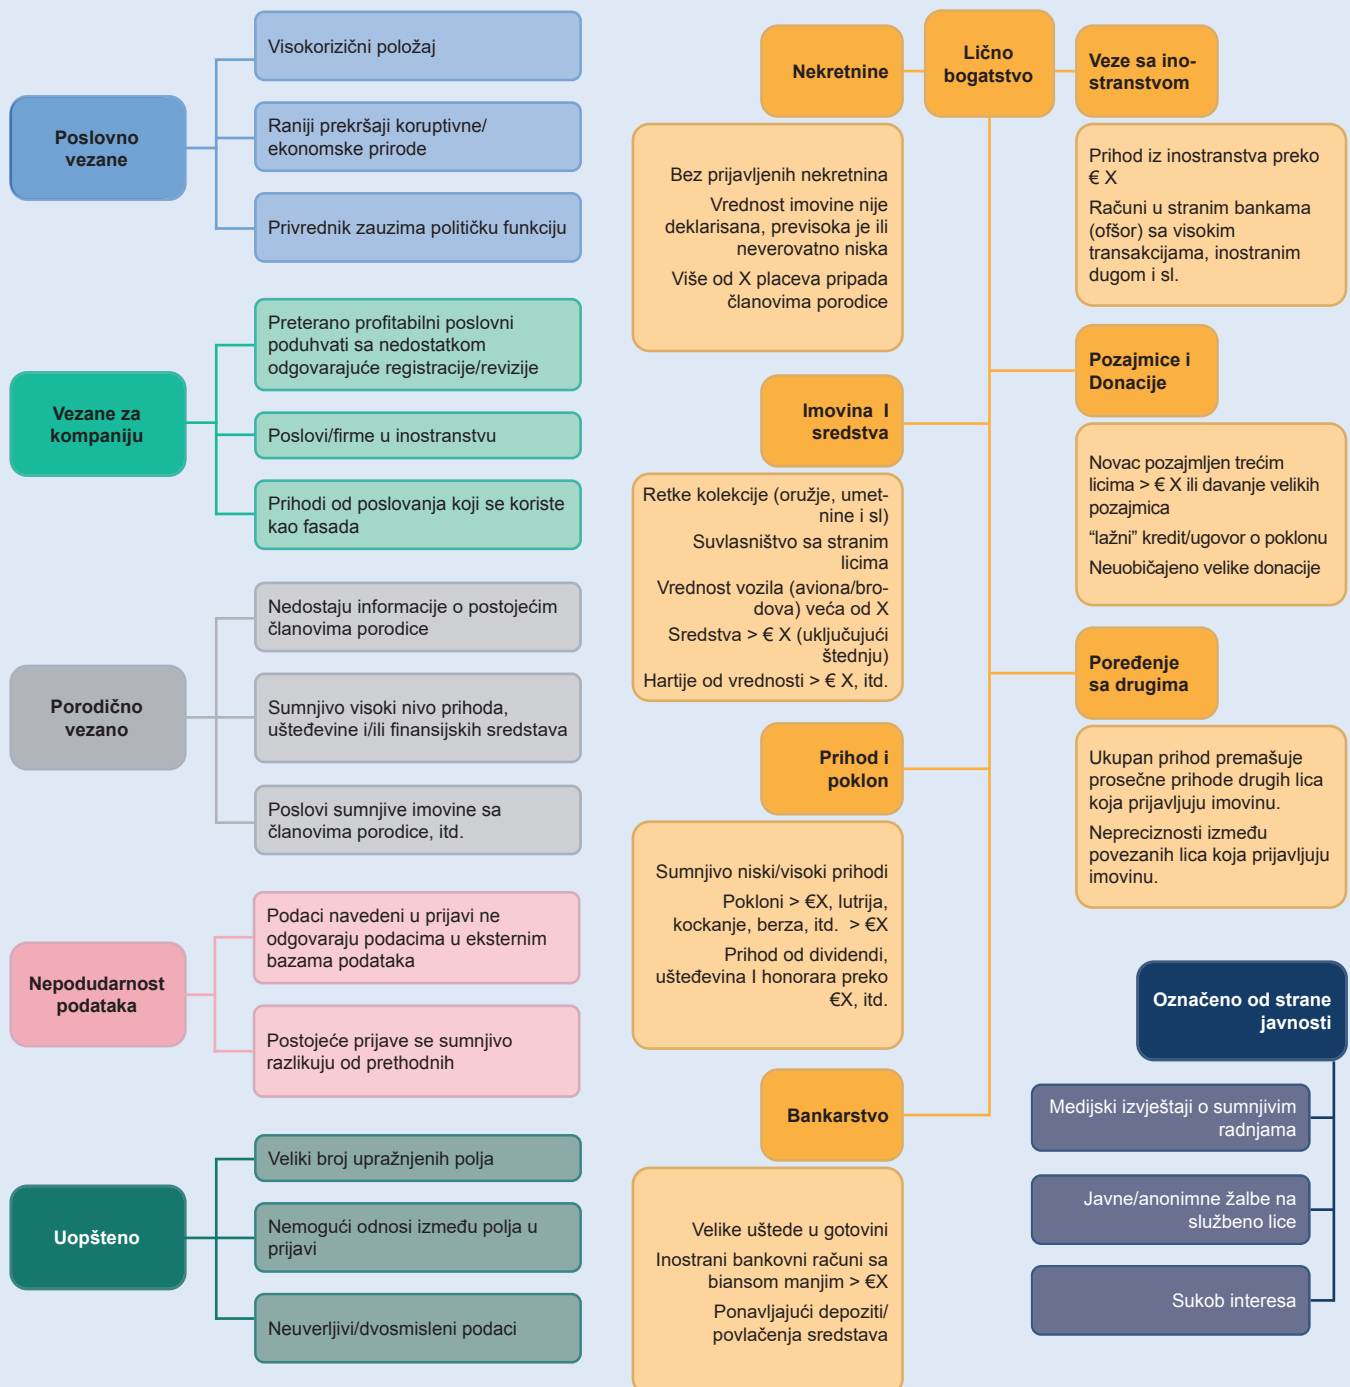 Poslovno
vezane
Visokorizični položaj
Raniji prekršaji koruptivne/
ekonomske prirode
Privrednik zauzima političku funkciju
Vezane za
kompaniju
Preterano profitabilni poslovni
poduhvati sa nedostatkom
odgovarajuće registracije/revizije
Poslovi/firme u inostranstvu
Prihodi od poslovanja koji se koriste
kao fasada
Porodično
vezano
Nedostaju informacije o postojećim
članovima porodice
Sumnjivo visoki nivo prihoda,
ušteđevine i/ili finansijskih sredstava
Poslovi sumnjive imovine sa
članovima porodice, itd.
Nepodudarnost
podataka
Podaci navedeni u prijavi ne
odgovaraju podacima u eksternim
bazama podataka
Postojeće prijave se sumnjivo
razlikuju od prethodnih
Uopšteno
Veliki broj upražnjenih polja
Nemogući odnosi između polja u
prijavi
Neuverljivi/dvosmisleni podaci
Lično
bogatstvo
Nekretnine
Bez prijavljenih nekretnina
Vrednost imovine nije
deklarisana, previsoka je ili
neverovatno niska
Više od X placeva pripada
članovima porodice
Imovina I
sredstva
Retke kolekcije (oružje, umet-
nine i sl)
Suvlasništvo sa stranim
licima
Vrednost vozila (aviona/bro-
dova) veća od X
Sredstva > € X (uključujući
štednju)
Hartije od vrednosti > € X, itd.
Prihod i
poklon
Sumnjivo niski/visoki prihodi
Pokloni > €X, lutrija,
kockanje, berza, itd. > €X
Prihod od dividendi,
ušteđevina I honorara preko
€X, itd.
Bankarstvo
Velike uštede u gotovini
Inostrani bankovni računi sa
biansom manjim > €X
Ponavljajući depoziti/
povlačenja sredstava
Veze sa ino-
stranstvom
Prihod iz inostranstva preko
€ X
Računi u stranim bankama
(ofšor) sa visokim
transakcijama, inostranim
dugom i sl.
Pozajmice i
Donacije
Novac pozajmljen trećim
licima > € X ili davanje velikih
pozajmica
“lažni” kredit/ugovor o poklonu
Neuobičajeno velike donacije
Poređenje
sa drugima
Ukupan prihod premašuje
prosečne prihode drugih lica
koja prijavljuju imovinu.
Nepreciznosti između
povezanih lica koja prijavljuju
imovinu.
Označeno od strane
javnosti
Medijski izvještaji o sumnjivim
radnjama
Javne/anonimne žalbe na
službeno lice
Sukob interesa